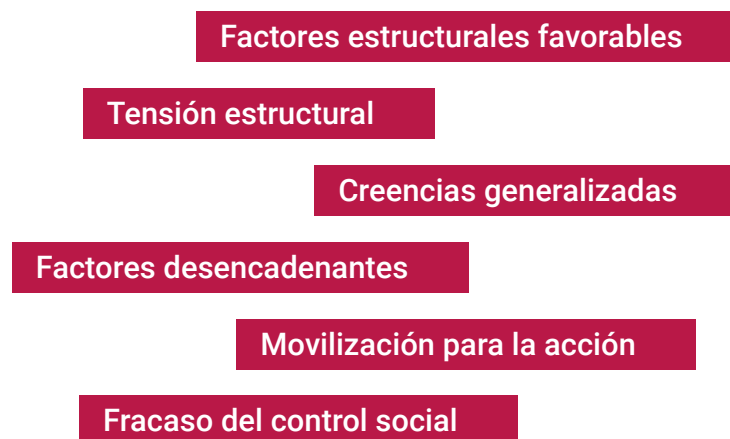 Factores estructurales favorables
Tensión estructural
Creencias generalizadas
Factores desencadenantes
Movilización para la acción
Fracaso del control social